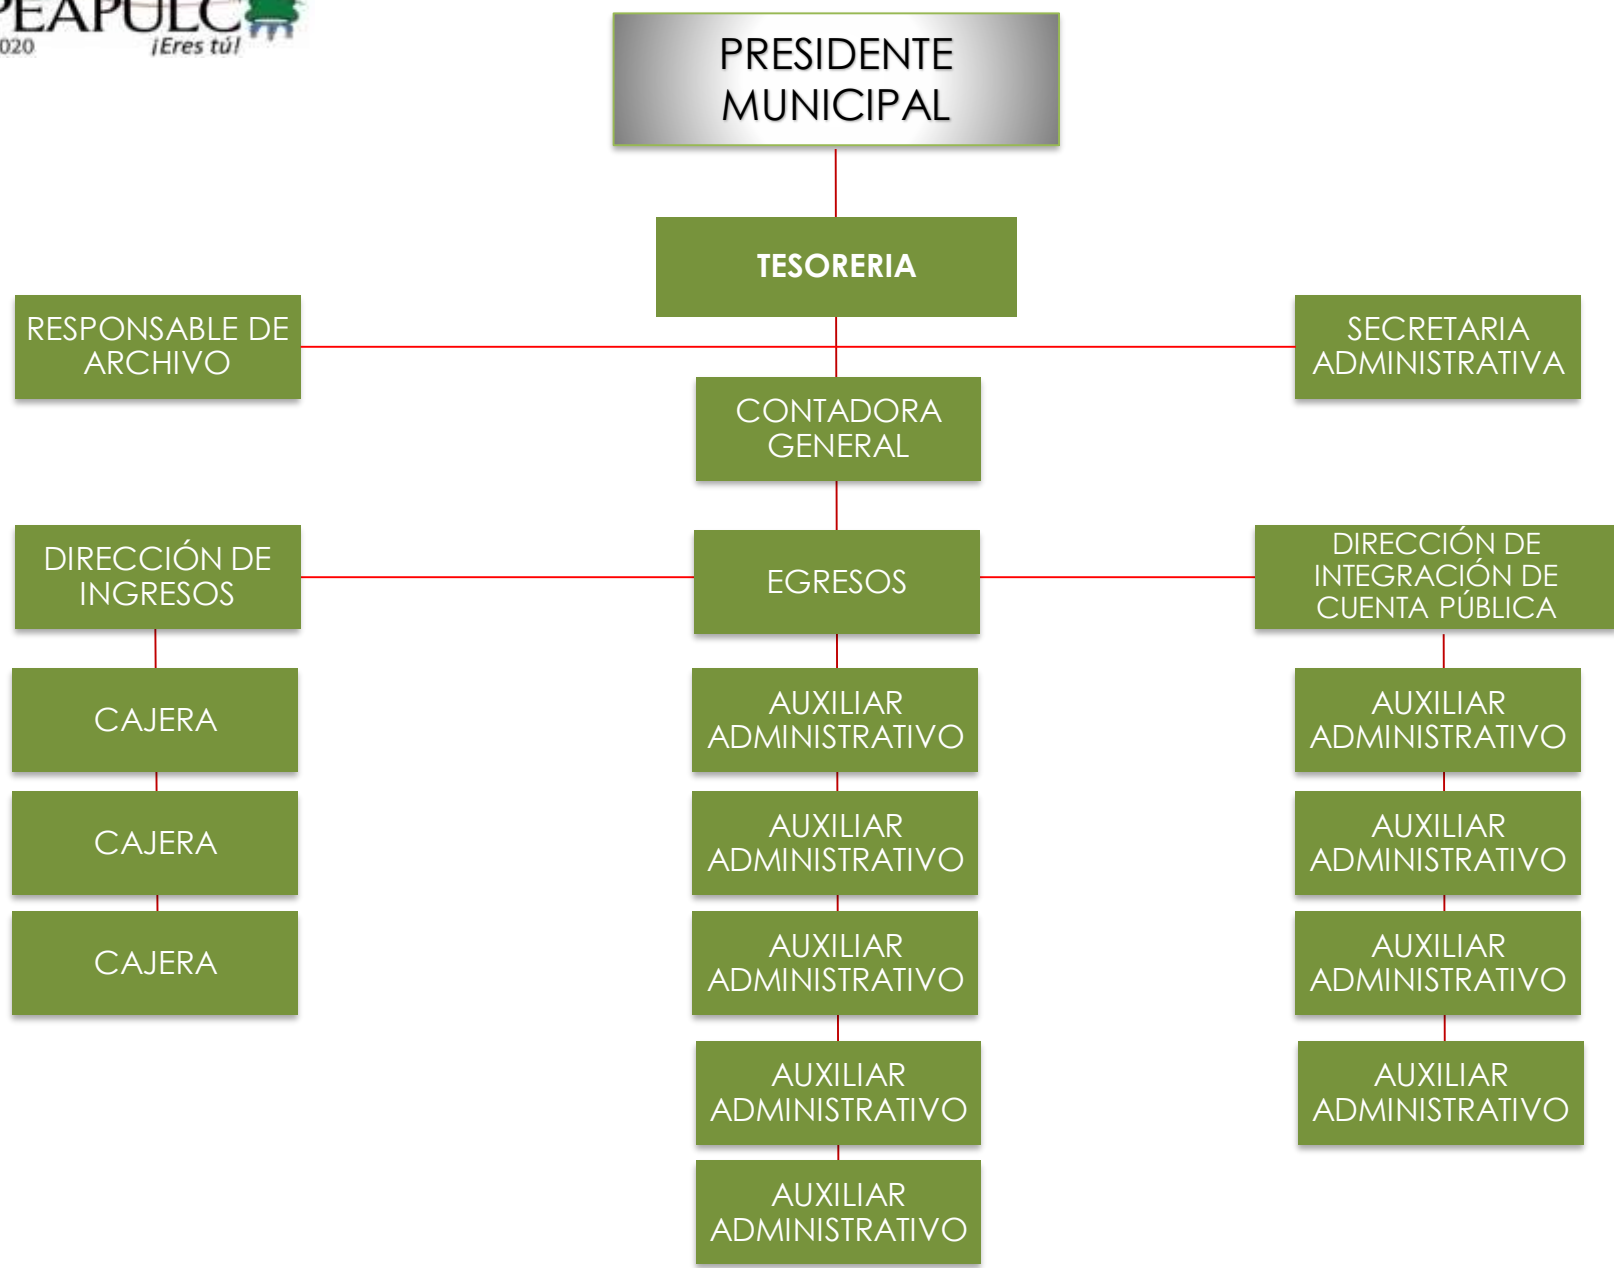 ¡Eres tú!
PRESIDENTE
MUNICIPAL
TESORERIA
RESPONSABLE DE
ARCHIVO
SECRETARIA
ADMINISTRATIVA
CONTADORA
GENERAL
DIRECCIÓN DE
INGRESOS
EGRESOS
DIRECCIÓN DE
INTEGRACIÓN DE
CUENTA PÚBLICA
CAJERA
AUXILIAR
ADMINISTRATIVO
AUXILIAR
ADMINISTRATIVO
CAJERA
AUXILIAR
ADMINISTRATIVO
AUXILIAR
ADMINISTRATIVO
CAJERA
AUXILIAR
ADMINISTRATIVO
AUXILIAR
ADMINISTRATIVO
AUXILIAR
ADMINISTRATIVO
AUXILIAR
ADMINISTRATIVO
AUXILIAR
ADMINISTRATIVO